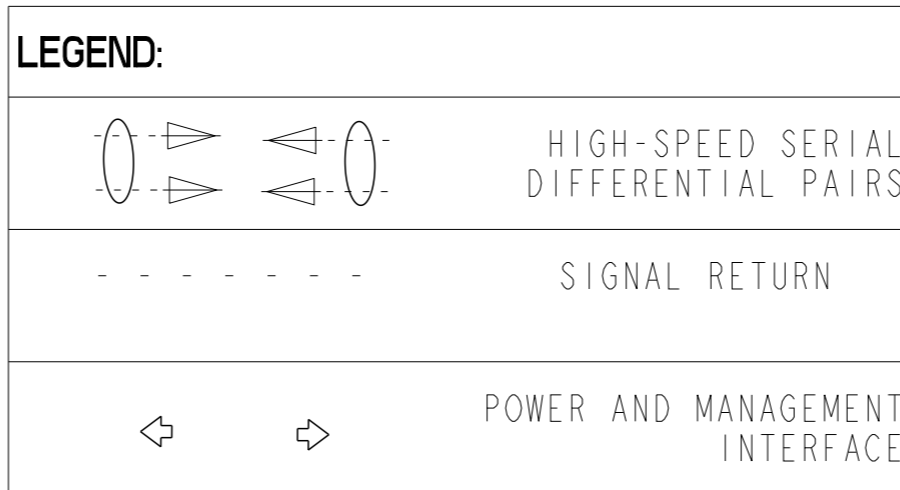 LEGEND:
HIGH-SPEED SERIAL
DIFFERENTIAL PAIRS
SIGNAL RETURN
POWER AND MANAGEMENT
INTERFACE